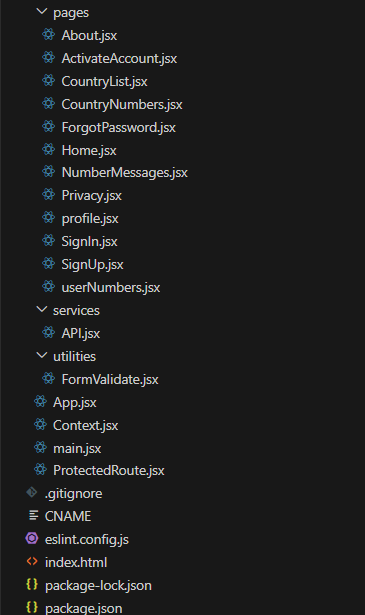 pages
About.jsx
ActivateAccount.jsx
CountryList.jsx
CountryNumbers.jsx
ForgotPassword.jsx
Home.jsx
NumberMessages.jsx
Privacy.jsx
profile.jsx
SignIn.jsx
SignUp.jsx
userNumbers.jsx
services
API.jsx
utilities
FormValidate.jsx
App.jsx
Context.jsx
main.jsx
ProtectedRoute.jsx
.gitignore
CNAME
eslint.config.js
index.html
package-lock.json
package.json